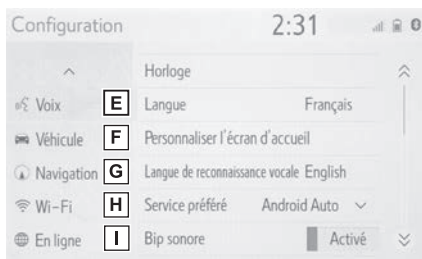 Configuration 2:31
Horloge
Voix E Langue Français
Véhicule F Personnaliser l'écran d'accueil
Navigation G Langue de reconnaissance vocale English
Wi-Fi H Service préféré Android Auto
En ligne I Bip sonore Activé